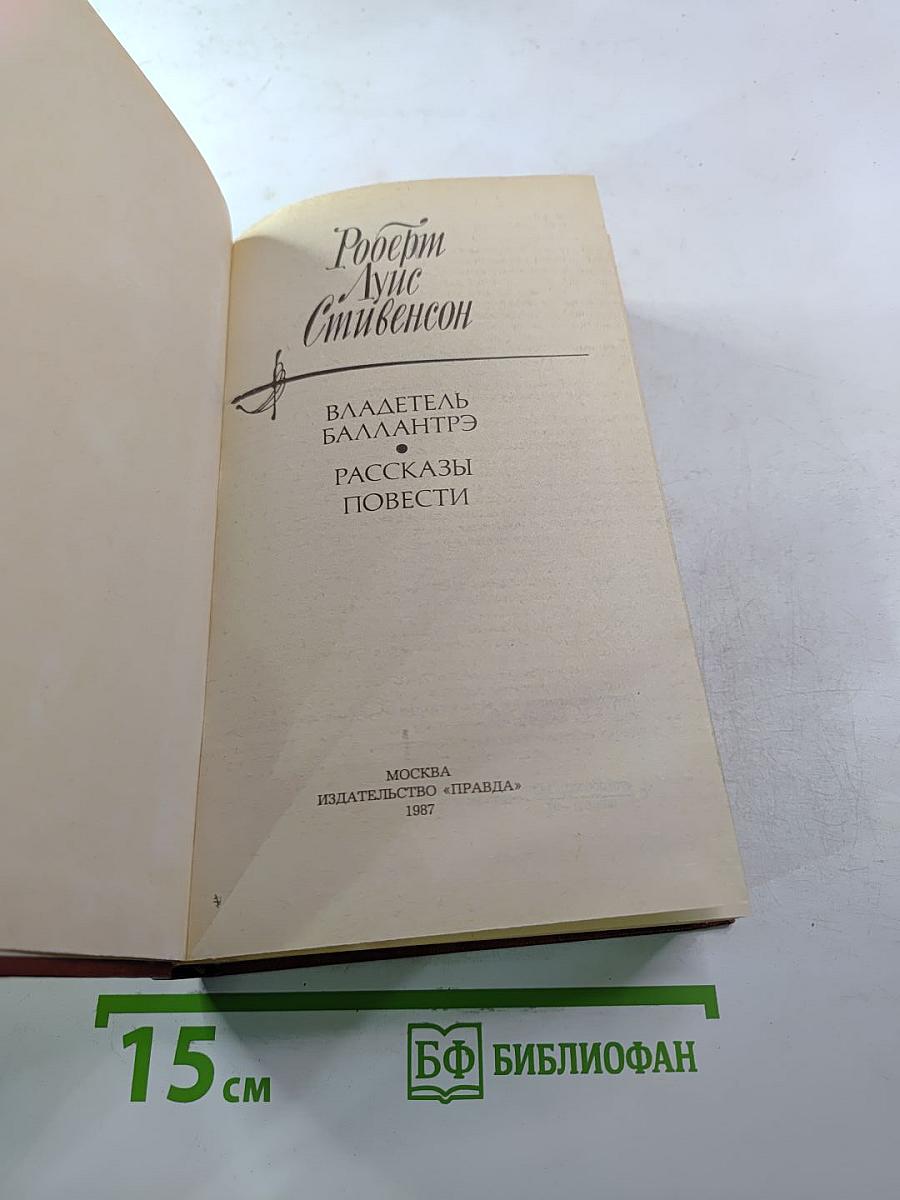 Роберт
Луис
Стивенсон
ВЛАДЕТЕЛЬ
БАЛЛАНТРЭ
•
РАССКАЗЫ
ПОВЕСТИ
МОСКВА
ИЗДАТЕЛЬСТВО «ПРАВДА»
1987
15 см
БФ БИБЛИОФАН